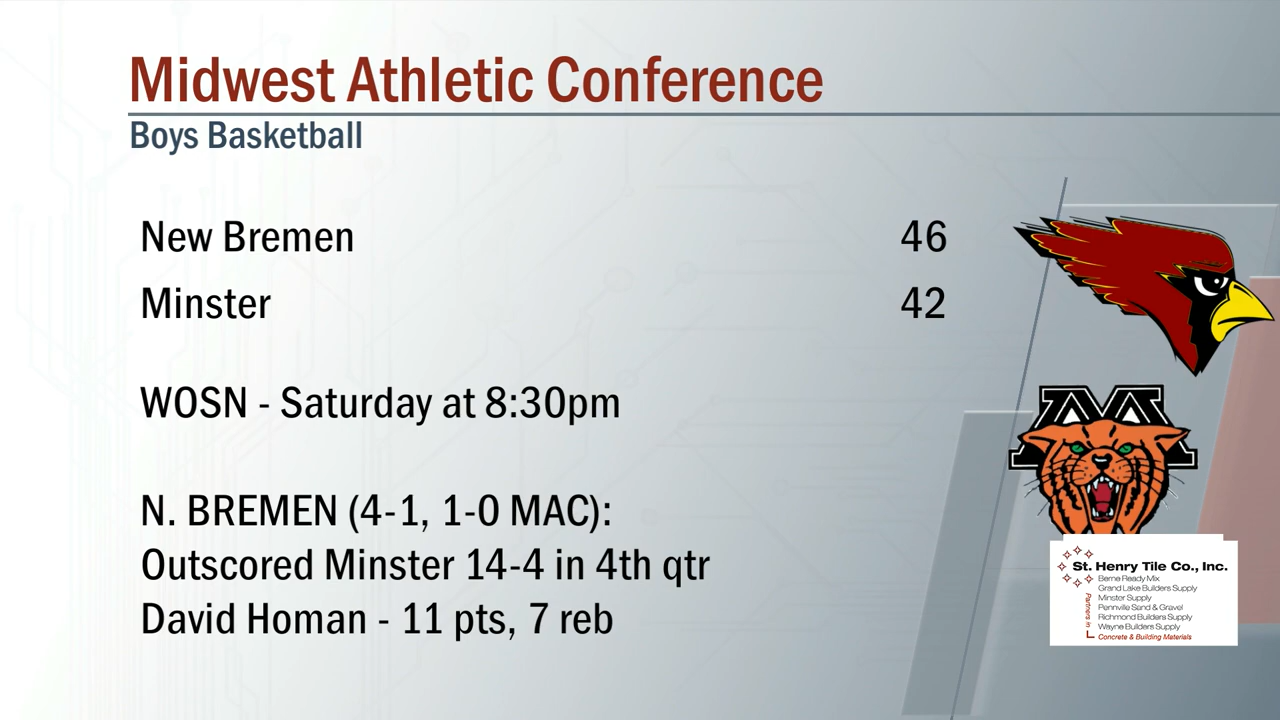 Midwest Athletic Conference
Boys Basketball
New Bremen 46
Minster 42
WOSN - Saturday at 8:30pm
N. BREMEN (4-1, 1-0 MAC):
Outscored Minster 14-4 in 4th qtr
David Homan - 11 pts, 7 reb
M
St. Henry Tile Co., Inc.
Berne Ready Mix
Grand Lake Builders Supply
Minster Supply
Pennville Sand & Gravel
Richmond Builders Supply
Wayne Builders Supply
Partners in
Concrete & Building Materials